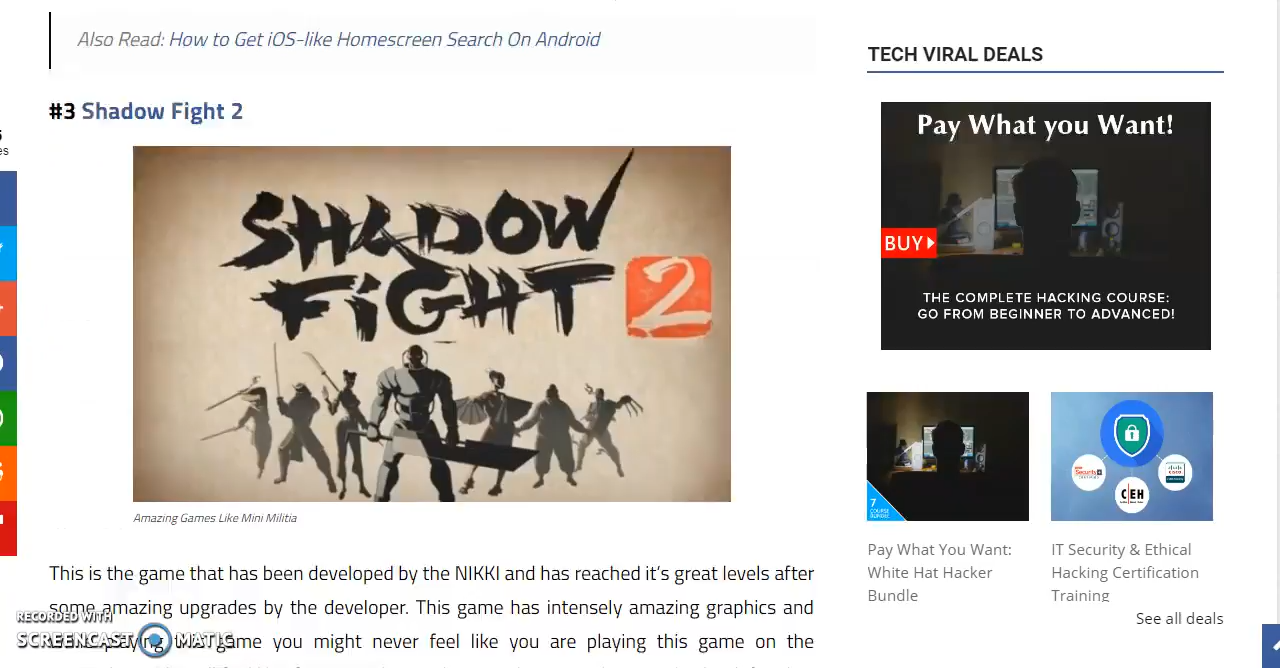 Also Read: How to Get iOS-like Homescreen Search On Android
#3 Shadow Fight 2
SHADOW
FiGHT 2
Amazing Games Like Mini Militia
This is the game that has been developed by the NIKKI and has reached it's great levels after
some amazing upgrades by the developer. This game has intensely amazing graphics and
playing game you might never feel like you are playing this game on the
RECORDED WITH
SCREENCAST MATIC
TECH VIRAL DEALS
Pay What you Want!
BUY
THE COMPLETE HACKING COURSE:
GO FROM BEGINNER TO ADVANCED!
7
COURSE
BUNDLE
CEH
Pay What You Want:
White Hat Hacker
Bundle
IT Security & Ethical
Hacking Certification
Training
See all deals